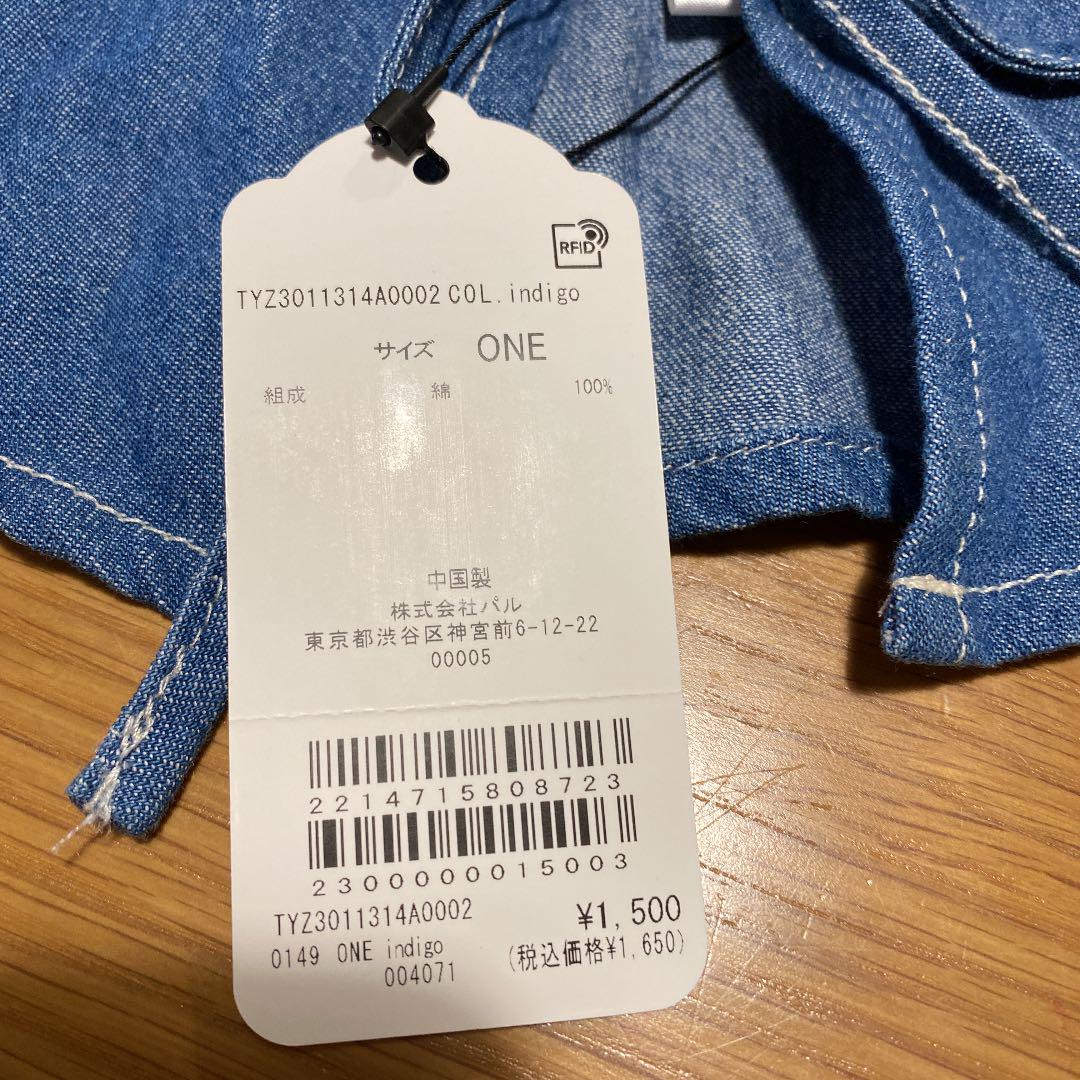 RFID
TYZ3011314A0002 COL.indigo
サイズ ONE
組成 綿 100%
中国製
株式会社パル
東京都渋谷区神宮前6-12-22
00005
2214715808723
2300000015003
TYZ3011314A0002 ¥1,500
0149 ONE indigo (税込価格¥1,650)
004071